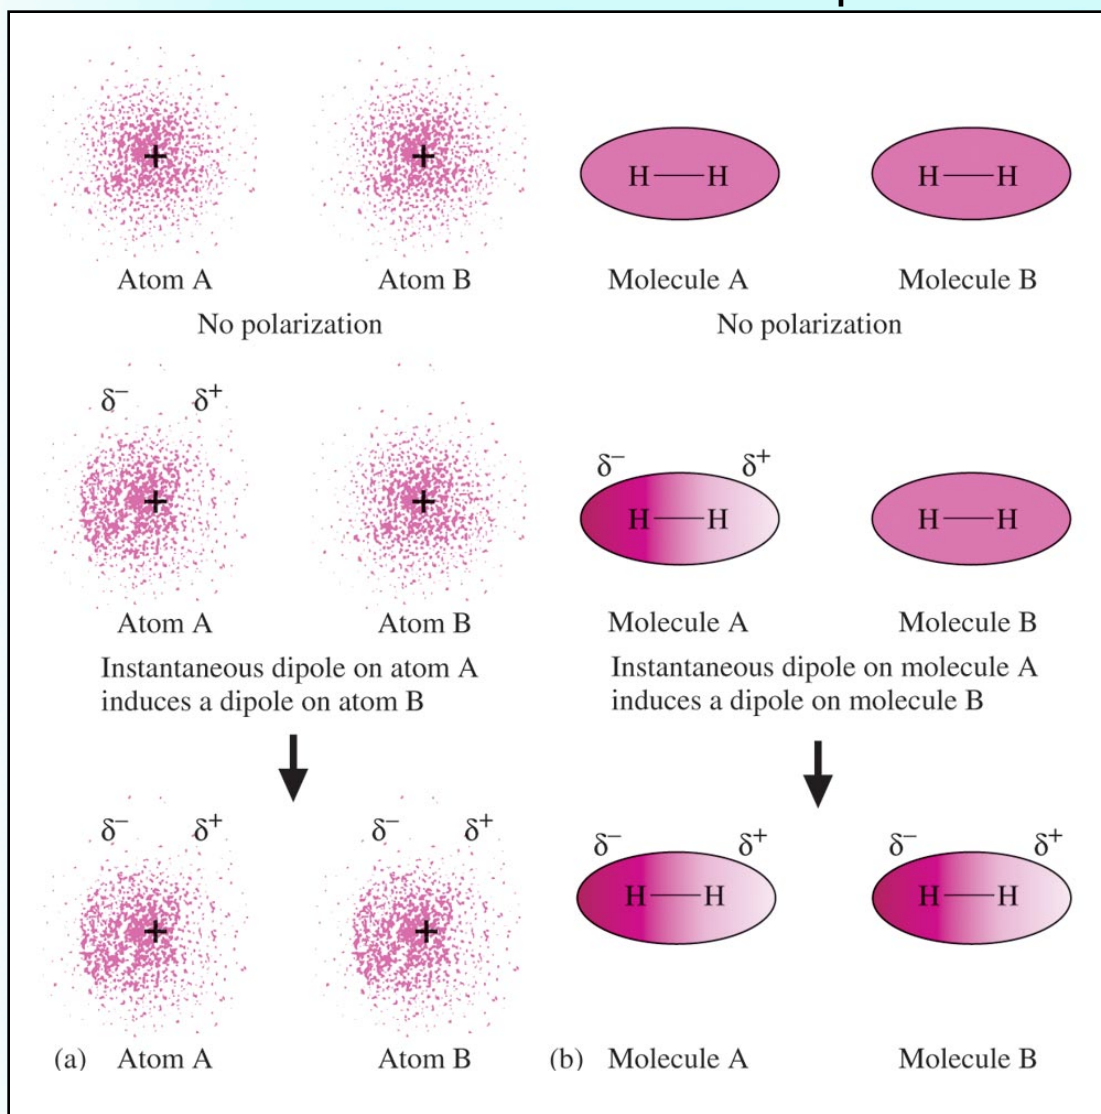 +
+
H—H
H—H
Atom A
Atom B
Molecule A
Molecule B
No polarization
No polarization
δ⁻
δ⁺
+
+
δ⁻
δ⁺
H—H
H—H
Atom A
Atom B
Molecule A
Molecule B
Instantaneous dipole on atom A
induces a dipole on atom B
Instantaneous dipole on molecule A
induces a dipole on molecule B
δ⁻
δ⁺
δ⁻
δ⁺
+
+
δ⁻
δ⁺
δ⁻
δ⁺
H—H
H—H
(a) Atom A
Atom B
(b) Molecule A
Molecule B